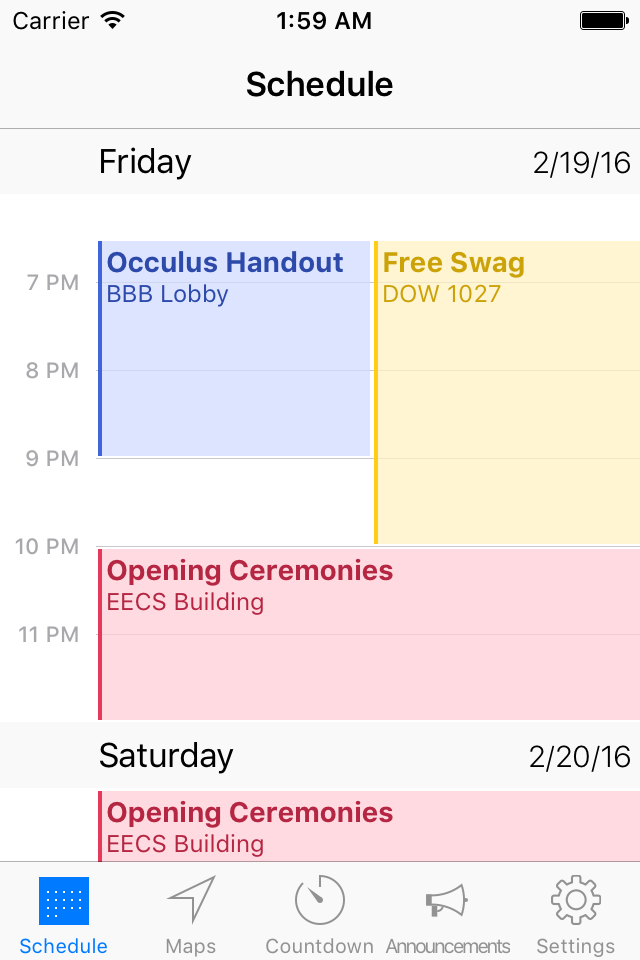 Carrier 1:59 AM
Schedule
Friday 2/19/16
Occulus Handout
BBB Lobby
Free Swag
DOW 1027
7 PM
8 PM
9 PM
10 PM
Opening Ceremonies
EECS Building
11 PM
Saturday 2/20/16
Opening Ceremonies
EECS Building
Schedule Maps Countdown Announcements Settings